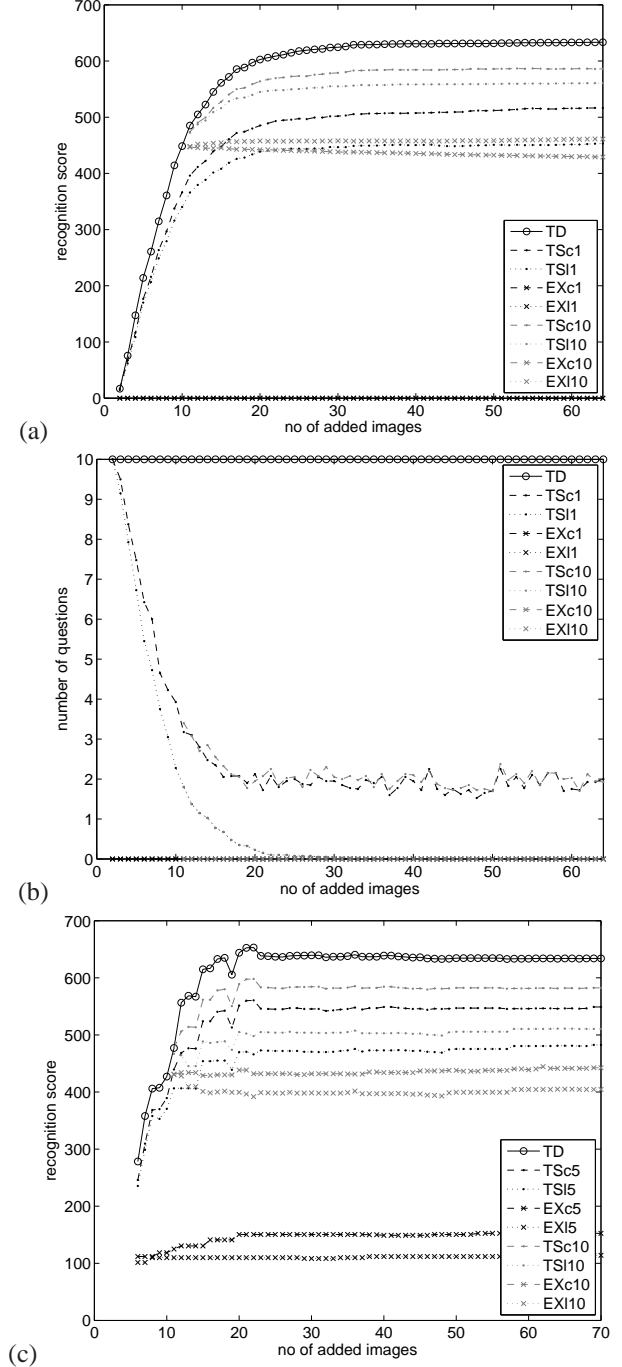 700
600
500
400
300
200
100
0
recognition score
0 10 20 30 40 50 60
no of added images
TD
TSc1
TSl1
EXc1
EXl1
TSc10
TSl10
EXc10
EXl10
(a)
10
9
8
7
6
5
4
3
2
1
0
number of questions
0 10 20 30 40 50 60
no of added images
TD
TSc1
TSl1
EXc1
EXl1
TSc10
TSl10
EXc10
EXl10
(b)
700
600
500
400
300
200
100
0
recognition score
0 10 20 30 40 50 60 70
no of added images
TD
TSc5
TSl5
EXc5
EXl5
TSc10
TSl10
EXc10
EXl10
(c)